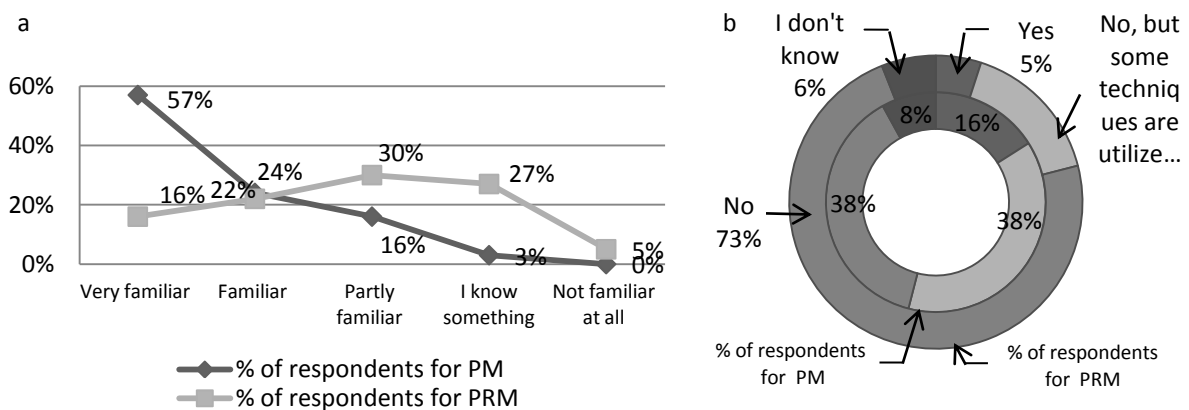 a
60%
40%
20%
0%
57%
24%
16%
3%
0%
16%
22%
30%
27%
5%
Very familiar
Familiar
Partly
familiar
I know
something
Not familiar
at all
% of respondents for PM
% of respondents for PRM
b
I don't
know
6%
Yes
5%
No, but
some
techniq
ues are
utilize…
8%
16%
No
73%
38%
38%
% of respondents
for PM
% of respondents
for PRM